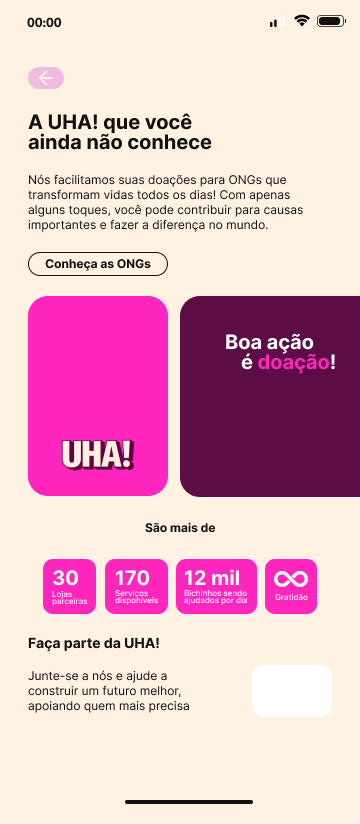 00:00
A UHA! que você
ainda não conhece
Nós facilitamos suas doações para ONGs que
transformam vidas todos os dias! Com apenas
alguns toques, você pode contribuir para causas
importantes e fazer a diferença no mundo.
Conheça as ONGs
UHA!
Boa ação
é doação!
São mais de
30
Lojas
parceiras
170
Serviços
disponíveis
12 mil
Bichinhos sendo
ajudados por dia
Gratidão
Faça parte da UHA!
Junte-se a nós e ajude a
construir um futuro melhor,
apoiando quem mais precisa